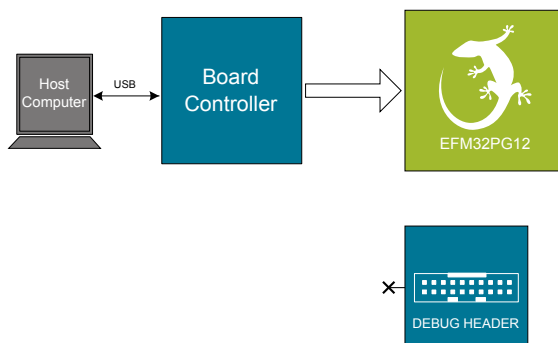 Host
Computer
USB
Board
Controller
EFM32PG12
DEBUG HEADER